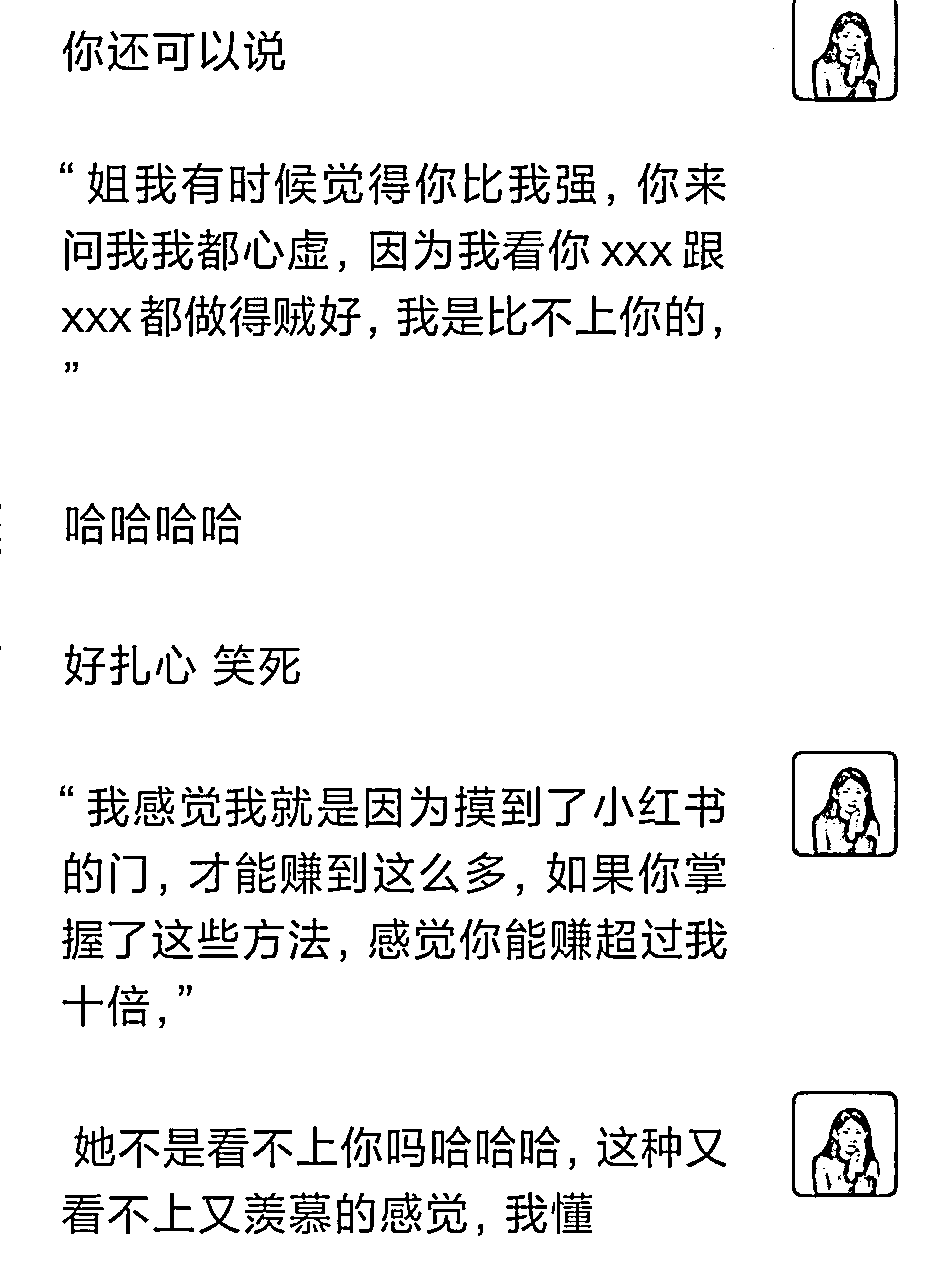 你还可以说
“姐我有时候觉得你比我强，你来
问我我都心虚，因为我看你 xxx 跟
xxx 都做得贼好，我是比不上你的，
”
哈哈哈哈
好扎心 笑死
“我感觉我就是因为摸到了小红书
的门，才能赚到这么多，如果你掌
握了这些方法，感觉你能赚超过我
十倍，”
她不是看不上你吗哈哈哈，这种又
看不上又羡慕的感觉，我懂